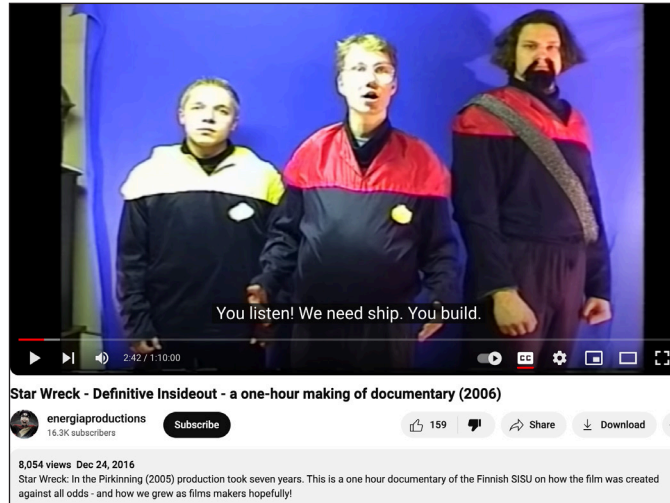 You listen! We need ship. You build.
2:42 / 1:10:00
CC
Star Wreck - Definitive Insideout - a one-hour making of documentary (2006)
energiaproductions
16.3K subscribers
Subscribe
159
Share
Download
8,054 views Dec 24, 2016
Star Wreck: In the Pirkinning (2005) production took seven years. This is a one hour documentary of the Finnish SISU on how the film was created
against all odds - and how we grew as films makers hopefully!